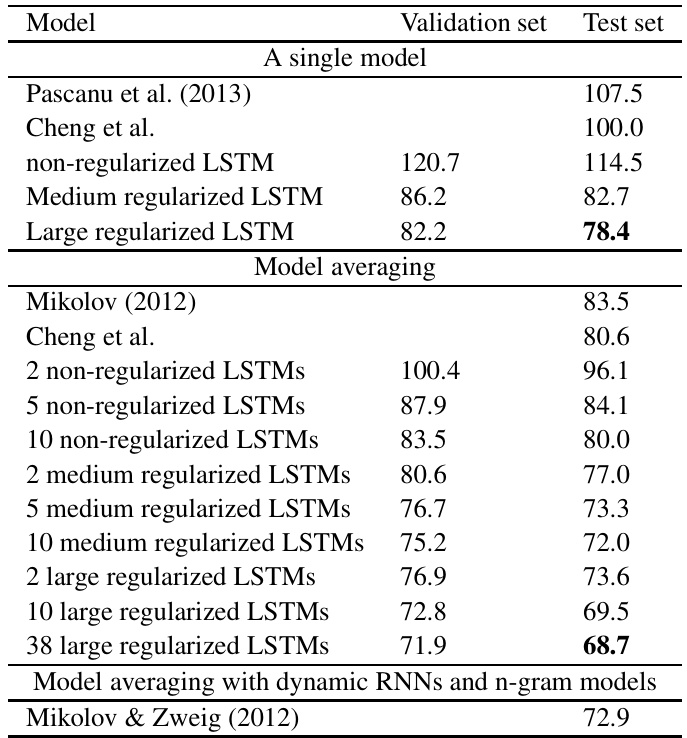 Model Validation set Test set
A single model
Pascanu et al. (2013) 107.5
Cheng et al. 100.0
non-regularized LSTM 120.7 114.5
Medium regularized LSTM 86.2 82.7
Large regularized LSTM 82.2 78.4
Model averaging
Mikolov (2012) 83.5
Cheng et al. 80.6
2 non-regularized LSTMs 100.4 96.1
5 non-regularized LSTMs 87.9 84.1
10 non-regularized LSTMs 83.5 80.0
2 medium regularized LSTMs 80.6 77.0
5 medium regularized LSTMs 76.7 73.3
10 medium regularized LSTMs 75.2 72.0
2 large regularized LSTMs 76.9 73.6
10 large regularized LSTMs 72.8 69.5
38 large regularized LSTMs 71.9 68.7
Model averaging with dynamic RNNs and n-gram models
Mikolov & Zweig (2012) 72.9